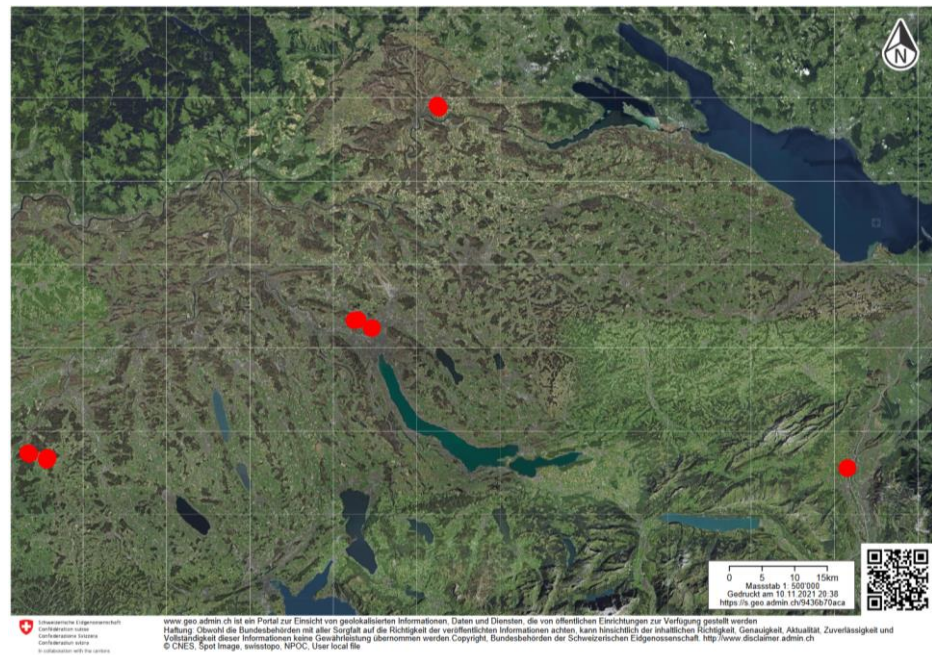 N
0 5 10 15km
Massstab 1: 500'000
Gedruckt am 10.11.2021 20:38
https://s.geo.admin.ch/9436b70aca
Schweizerische Eidgenossenschaft
Confédération suisse
Confederazione Svizzera
Confederaziun svizra
In collaboration with the cantons
www.geo.admin.ch ist ein Portal zur Einsicht von geolokalisierten Informationen, Daten und Diensten, die von öffentlichen Einrichtungen zur Verfügung gestellt werden
Haftung: Obwohl die Bundesbehörden mit aller Sorgfalt auf die Richtigkeit der veröffentlichten Informationen achten, kann hinsichtlich der inhaltlichen Richtigkeit, Genauigkeit, Aktualität, Zuverlässigkeit und
Vollständigkeit dieser Informationen keine Gewährleistung übernommen werden.Copyright, Bundesbehörden der Schweizerischen Eidgenossenschaft. http://www.disclaimer.admin.ch
© CNES, Spot Image, swisstopo, NPOC, User local file